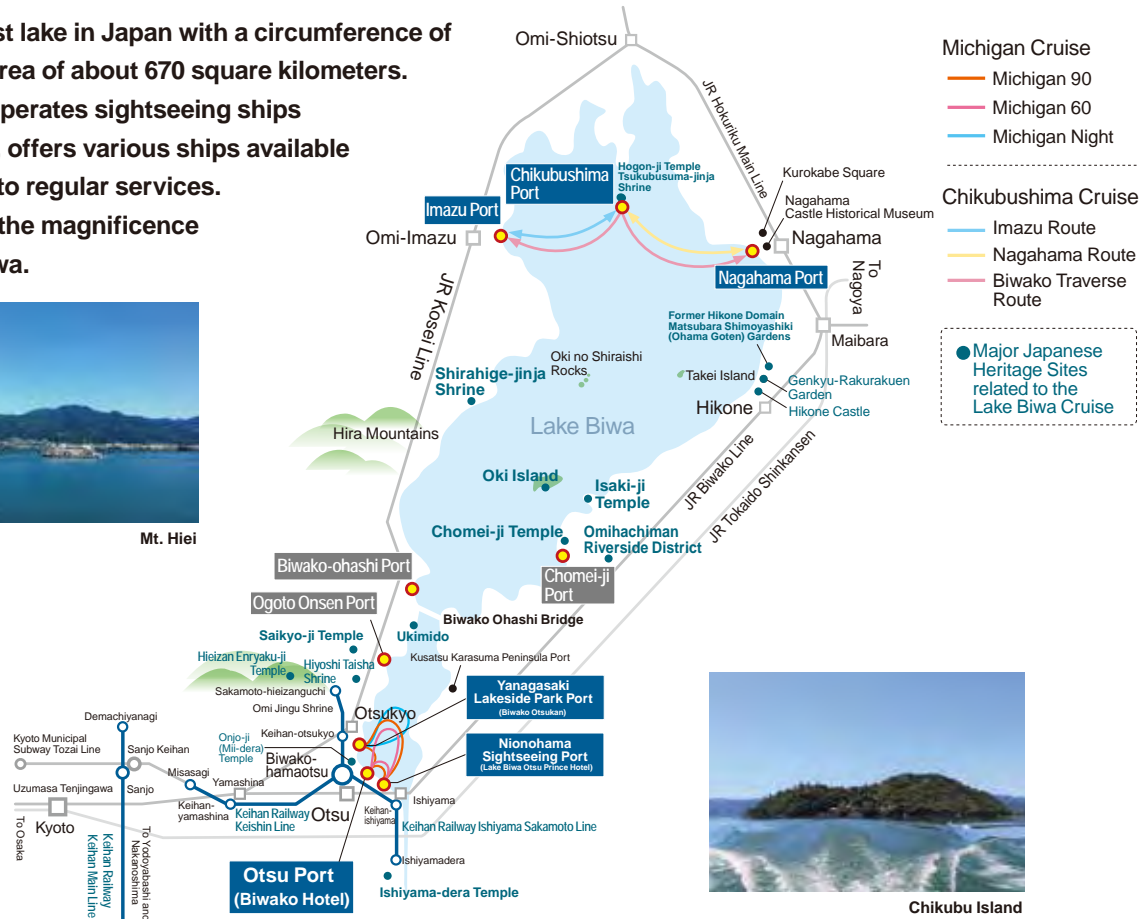 st lake in Japan with a circumference of
rea of about 670 square kilometers.
perates sightseeing ships
offers various ships available
to regular services.
the magnificence
wa.
Mt. Hiei
Omi-Shiotsu
JR Hokuriku Main Line
Chikubushima
Port
Hogon-ji Temple
Tsukubusuma-jinja
Shrine
Imazu Port
Omi-Imazu
Kurokabe Square
Nagahama
Castle Historical Museum
Nagahama
Nagahama Port
To
Nagoya
Maibara
JR Kosei Line
Former Hikone Domain
Matsubara Shimoyashiki
(Ohama Goten) Gardens
Oki no Shiraishi
Rocks
Takei Island
Genkyu-Rakurakuen
Garden
Hikone Castle
Hikone
Shirahige-jinja
Shrine
Lake Biwa
Hira Mountains
JR Biwako Line
JR Tokaido Shinkansen
Oki Island
Isaki-ji
Temple
Chomei-ji Temple
Omihachiman
Riverside District
Chomei-ji
Port
Biwako-ohashi Port
Ogoto Onsen Port
Biwako Ohashi Bridge
Ukimido
Saikyo-ji Temple
Kusatsu Karasuma Peninsula Port
Hieizan Enryaku-ji
Temple
Hiyoshi Taisha
Shrine
Sakamoto-hieizanguchi
Omi Jingu Shrine
Otsukyo
Yanagasaki
Lakeside Park Port
(Biwako Otsukan)
Demachiyanagi
Keihan-otsukyo
Kyoto Municipal
Subway Tozai Line
Sanjo Keihan
Onjo-ji
(Mii-dera)
Temple
Biwako-
hamaotsu
Nionohama
Sightseeing Port
(Lake Biwa Otsu Prince Hotel)
Misasagi
Yamashina
Sanjo
Uzumasa Tenjingawa
Keihan-
yamashina
Keihan Railway
Keishin Line
Otsu
Ishiyama
Keihan-
ishiyama
Keihan Railway Ishiyama Sakamoto Line
Kyoto
To Osaka
Keihan Railway
Keihan Main Line
To Yodoyabashi and
Nakanoshima
Ishiyamadera
Otsu Port
(Biwako Hotel)
Ishiyama-dera Temple
Michigan Cruise
Michigan 90
Michigan 60
Michigan Night
Chikubushima Cruise
Imazu Route
Nagahama Route
Biwako Traverse
Route
Major Japanese
Heritage Sites
related to the
Lake Biwa Cruise
Chikubu Island